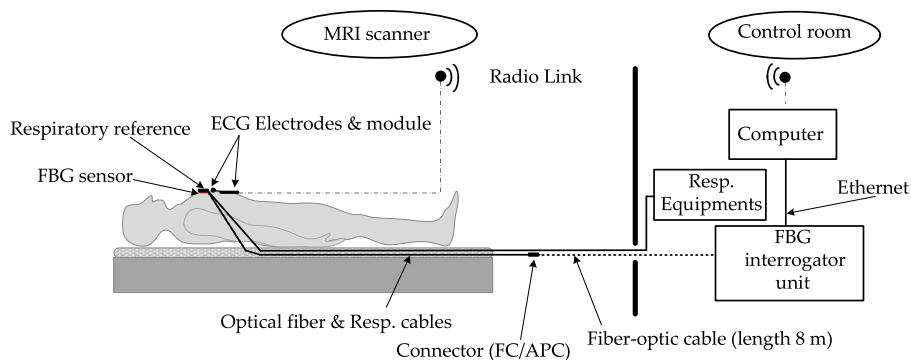 MRI scanner
Control room
Radio Link
Respiratory reference
ECG Electrodes & module
FBG sensor
Computer
Ethernet
Resp.
Equipments
FBG
interrogator
unit
Optical fiber & Resp. cables
Connector (FC/APC)
Fiber-optic cable (length 8 m)